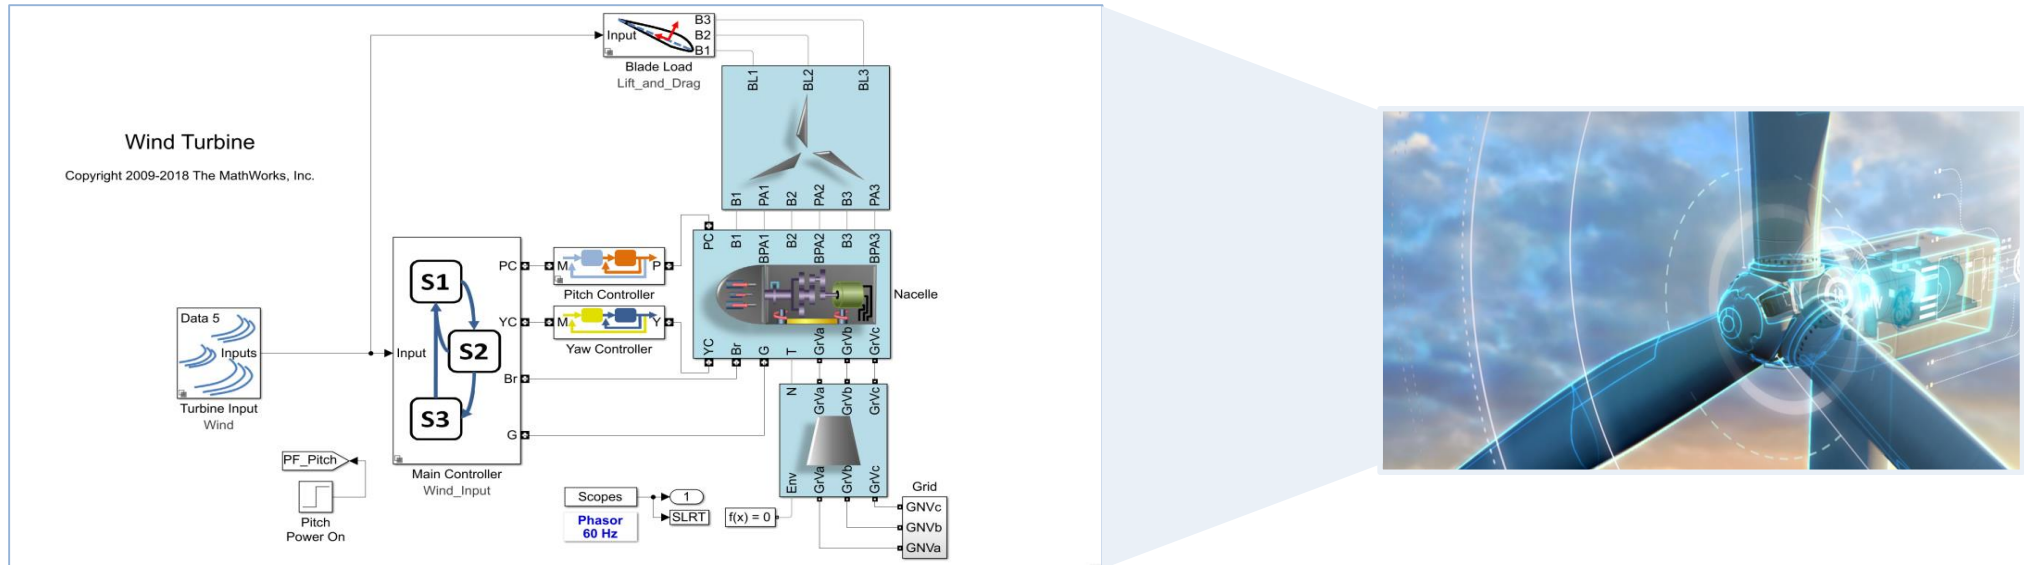 Wind Turbine
Copyright 2009-2018 The MathWorks, Inc.
Input
B3
B2
B1
Blade Load
Lift_and_Drag
BL1
BL2
BL3
B1
PA1
B2
PA2
B3
PA3
PC
B1
BPA1
B2
BPA2
B3
BPA3
Nacelle
YC
Br
G
T
GrVa
GrVb
GrVc
PC
M
P
Pitch Controller
YC
M
Y
Yaw Controller
Input
S1
S2
S3
Br
G
Main Controller
Wind_Input
Data 5
Inputs
Turbine Input
Wind
PF_Pitch
Pitch
Power On
Scopes
1
SLRT
Phasor
60 Hz
f(x) = 0
N
GrVa
GrVb
GrVc
Env
GrVa
GrVb
GrVc
Grid
GNVc
GNVb
GNVa